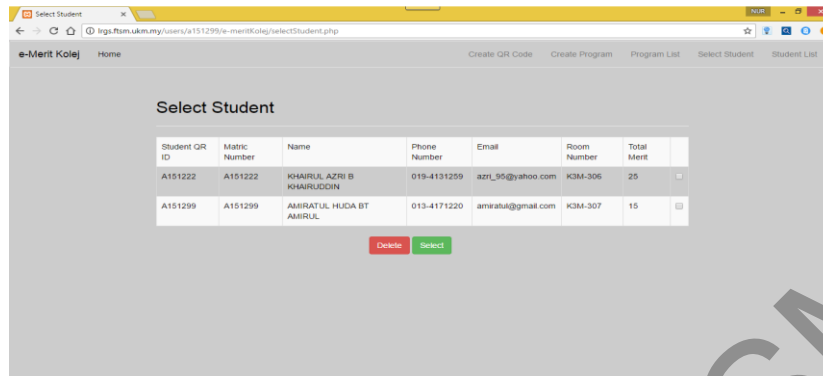 Select Student
NUR
lrgs.ftsm.ukm.my/users/a151299/e-meritKolej/selectStudent.php
e-Merit Kolej Home Create QR Code Create Program Program List Select Student Student List
Select Student
Student QR ID Matric Number Name Phone Number Email Room Number Total Merit
A151222 A151222 KHAIRUL AZRI B KHAIRUDDIN 019-4131259 azri_95@yahoo.com K3M-306 25
A151299 A151299 AMIRATUL HUDA BT AMIRUL 013-4171220 amiratul@gmail.com K3M-307 15
Delete Select